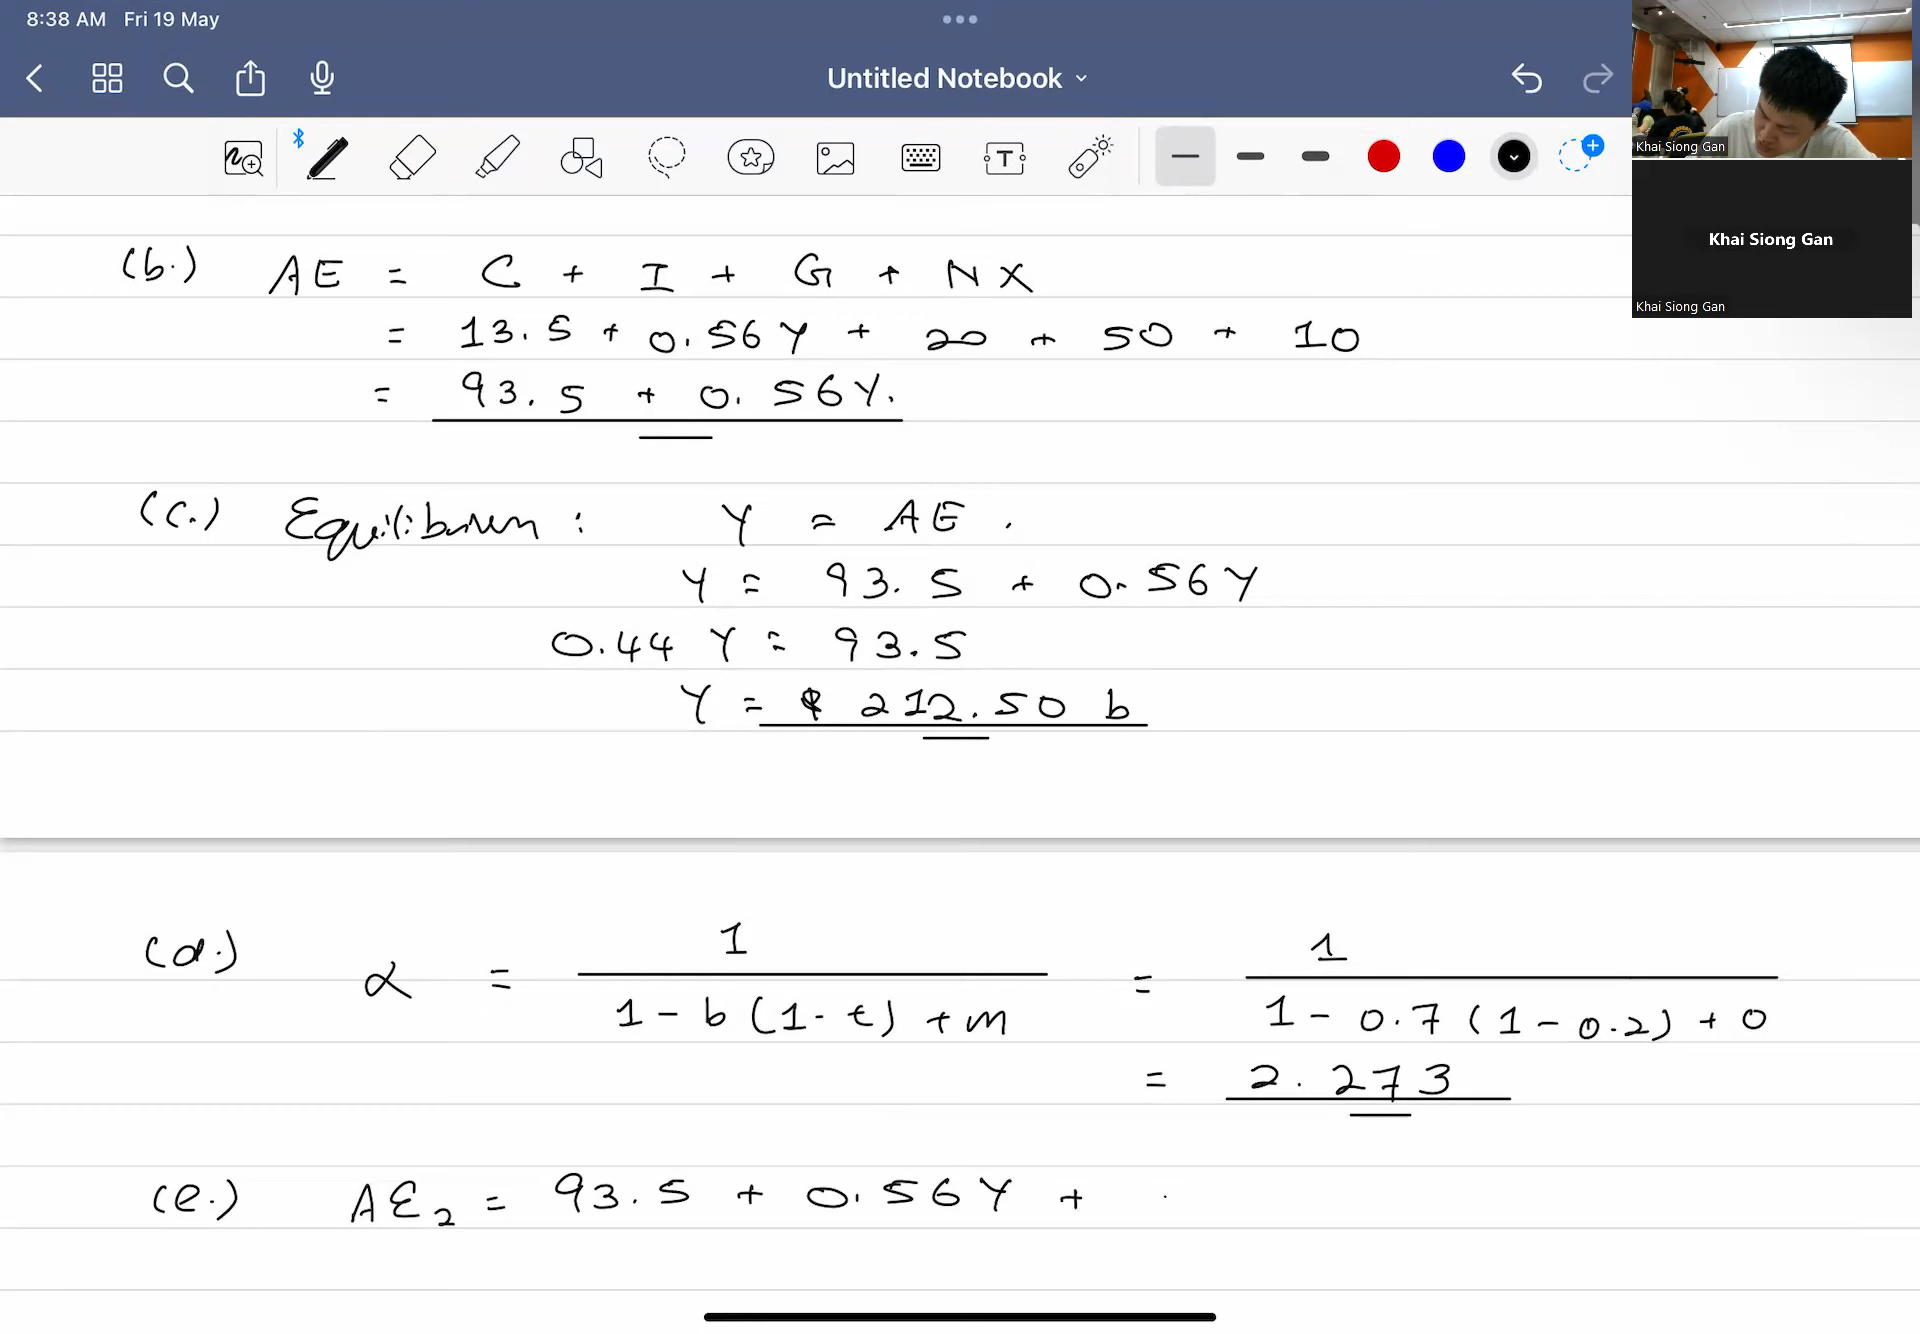 8:38 AM Fri 19 May
Untitled Notebook
Khai Siong Gan
Khai Siong Gan
Khai Siong Gan
(b.) AE = C + I + G + NX
= 13.5 + 0.56Y + 20 + 50 + 10
= 93.5 + 0.56Y.
(c.) Equilibrium : Y = AE.
Y = 93.5 + 0.56Y
0.44 Y = 93.5
Y = $ 212.50 b
(d.) α = 1 / 1 - b (1 - t) + m = 1 / 1 - 0.7 (1 - 0.2) + 0
= 2.273
(e.) AE₂ = 93.5 + 0.56Y +